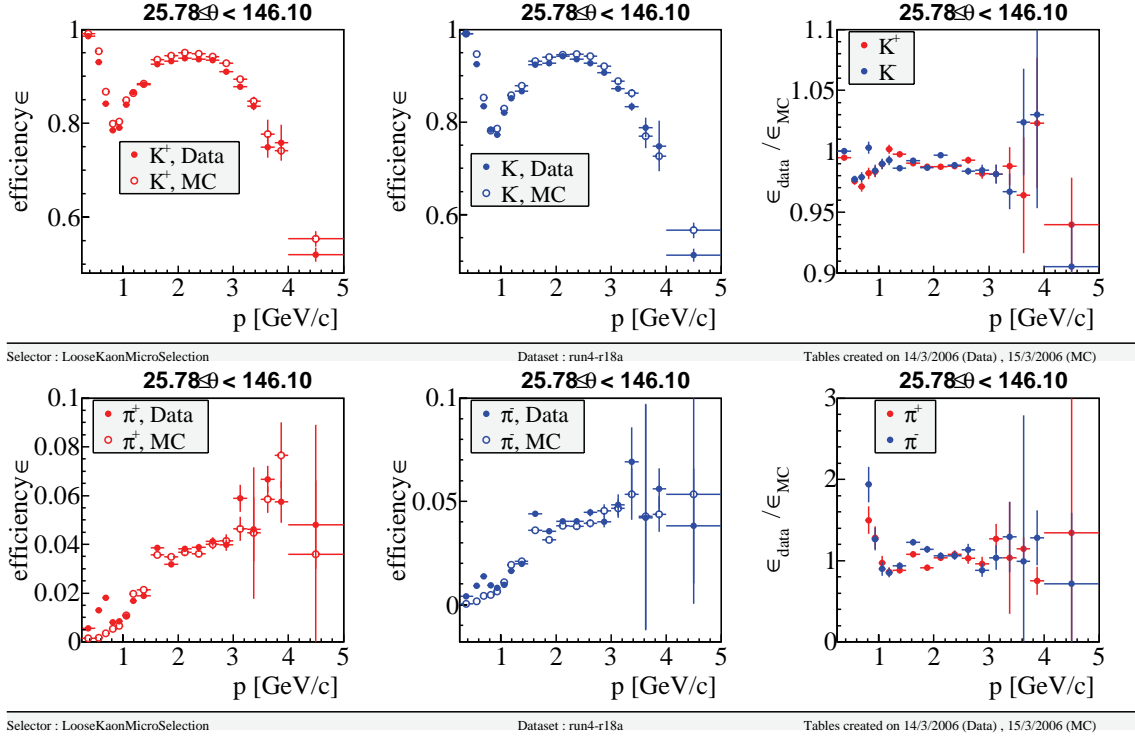 25.78≤θ < 146.10
25.78≤θ < 146.10
25.78≤θ < 146.10
efficiency ϵ
1
0.8
0.6
K⁺, Data
K⁺, MC
1 2 3 4 5
p [GeV/c]
efficiency ϵ
1
0.8
0.6
K⁻, Data
K⁻, MC
1 2 3 4 5
p [GeV/c]
ϵdata / ϵMC
1.1
1.05
1
0.95
0.9
K⁺
K⁻
1 2 3 4 5
p [GeV/c]
Selector : LooseKaonMicroSelection Dataset : run4-r18a Tables created on 14/3/2006 (Data) , 15/3/2006 (MC)
25.78≤θ < 146.10
25.78≤θ < 146.10
25.78≤θ < 146.10
efficiency ϵ
0.1
0.08
0.06
0.04
0.02
0
π⁺, Data
π⁺, MC
1 2 3 4 5
p [GeV/c]
efficiency ϵ
0.1
0.05
0
π⁻, Data
π⁻, MC
1 2 3 4 5
p [GeV/c]
ϵdata / ϵMC
3
2
1
0
π⁺
π⁻
1 2 3 4 5
p [GeV/c]
Selector : LooseKaonMicroSelection Dataset : run4-r18a Tables created on 14/3/2006 (Data) , 15/3/2006 (MC)